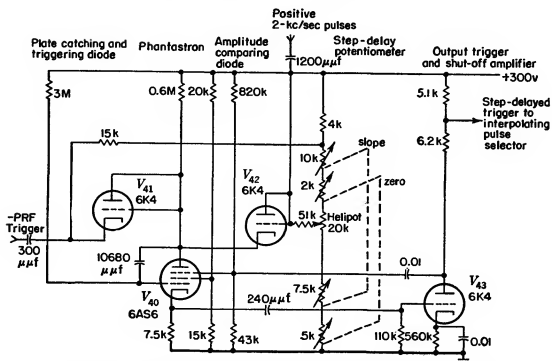 Positive
2-kc/sec pulses
Plate catching and
triggering diode
Phantastron
Amplitude
comparing
diode
1200μμf
Step-delay
potentiometer
Output trigger
and shut-off amplifier
+300v
3M
0.6M
20k
820k
4k
5.1k
Step-delayed
trigger to
interpolating
pulse
selector
15k
10k
slope
6.2k
V41
6K4
V42
6K4
2k
zero
51k
Helipot
20k
-PRF
Trigger
300
μμf
10680
μμf
0.01
V43
6K4
V40
6AS6
240μμf
7.5k
7.5k
15k
43k
.5k
110k
560k
0.01